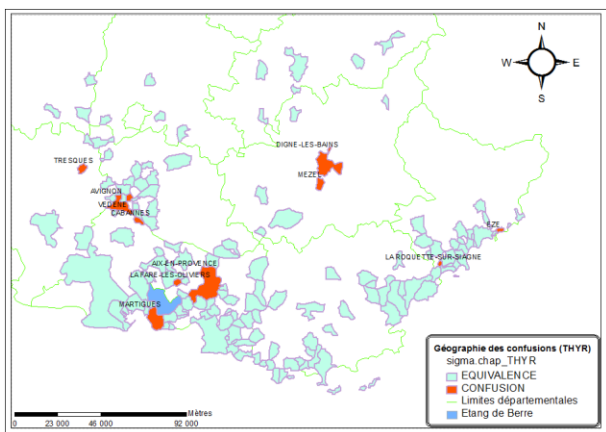 N
W E
S
DIGNE-LES-BAINS
TRESQUES
MEZEL
AVIGNON
VEDENE
CABANNES
EZE
AIX-EN-PROVENCE
LA ROQUETTE-SUR-SIAGNE
LA FARE-LES-OLIVIERS
MARTIGUES
Géographie des confusions (THYR)
sigma.chap_THYR
EQUIVALENCE
CONFUSION
Limites départementales
Etang de Berre
Mètres
0 23 000 46 000 92 000